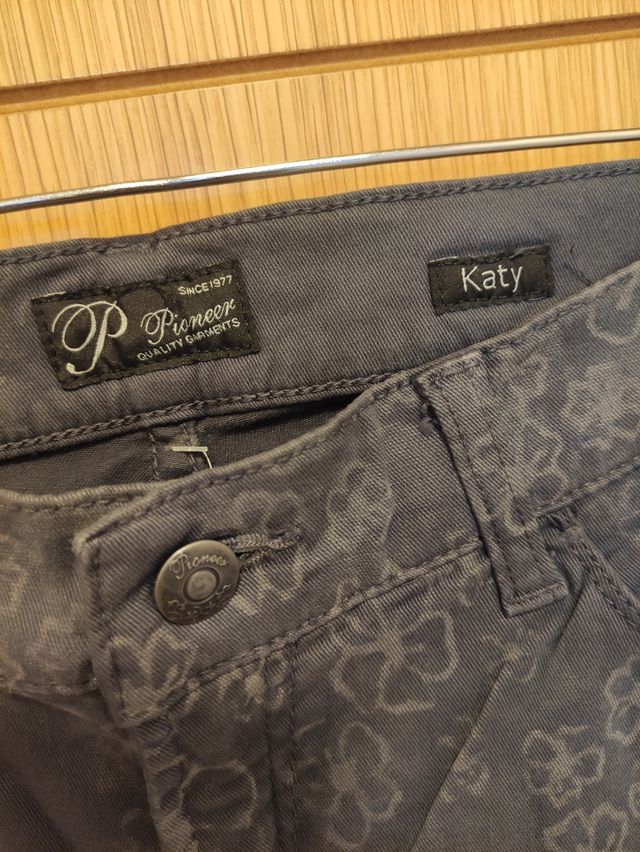 SINCE 1977
P Pioneer
QUALITY GARMENTS
Katy
Pioneer